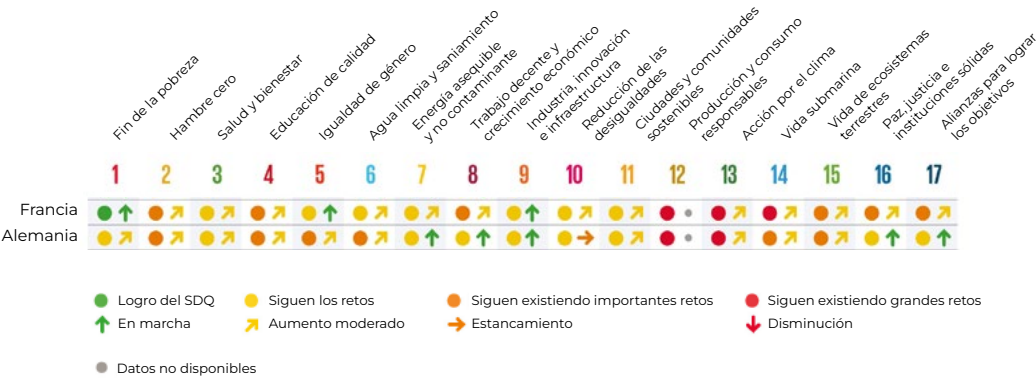 Fin de la pobreza
Hambre cero
Salud y bienestar
Educación de calidad
Igualdad de género
Agua limpia y saniamiento
Energía asequible
y no contaminante
Trabajo decente y
crecimiento económico
Industria, innovación
e infraestructura
Reducción de las
desigualdades
Ciudades y comunidades
sostenibles
Producción y consumo
responsables
Acción por el clima
Vida submarina
Vida de ecosistemas
terrestres
Paz, justicia e
instituciones sólidas
Alianzas para lograr
los objetivos
1 2 3 4 5 6 7 8 9 10 11 12 13 14 15 16 17
Francia
Alemania
Logro del SDQ Siguen los retos Siguen existiendo importantes retos Siguen existiendo grandes retos
En marcha Aumento moderado Estancamiento Disminución
Datos no disponibles